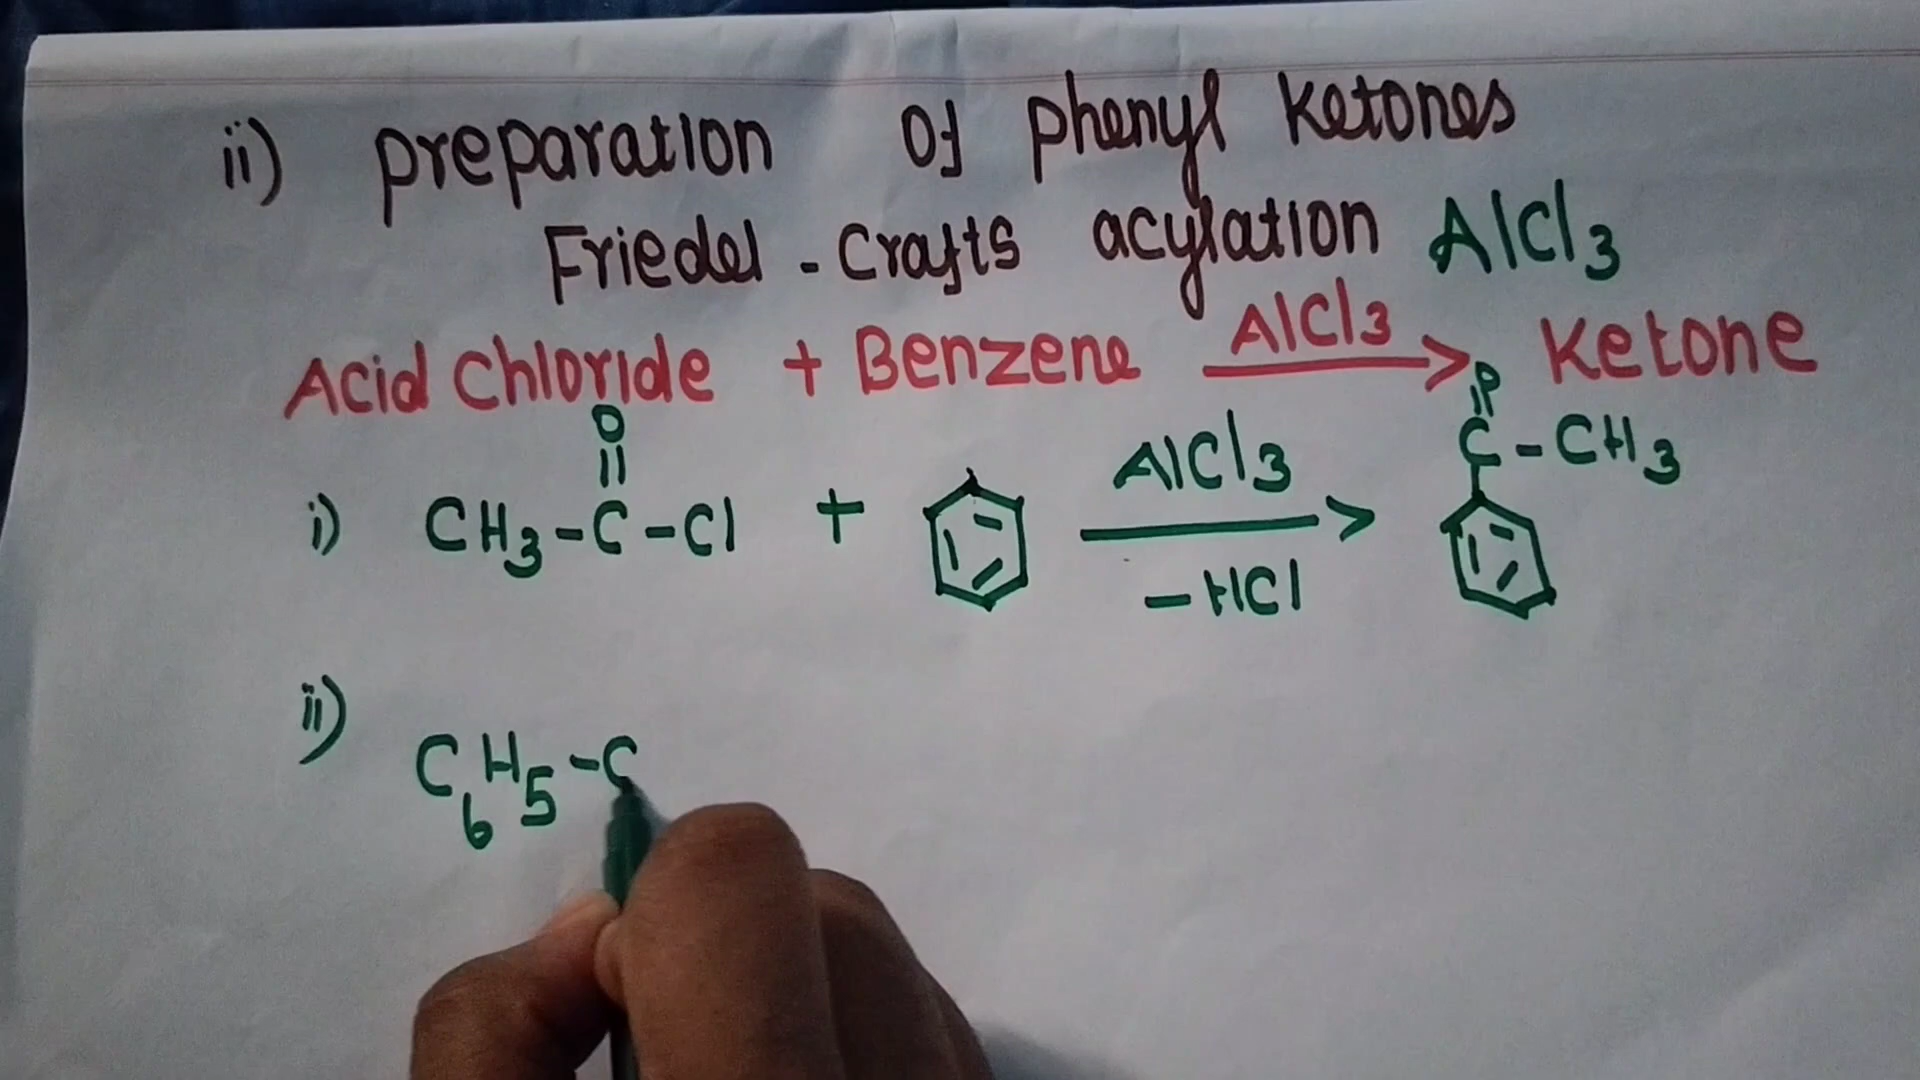 ii) preparation of phenyl ketones
Friedel-Crafts acylation AlCl3
Acid Chloride + Benzene AlCl3 > Ketone
O O
|| ||
C-CH3
i) CH3-C-Cl + AlCl3 >
-HCl
ii) C6H5-C